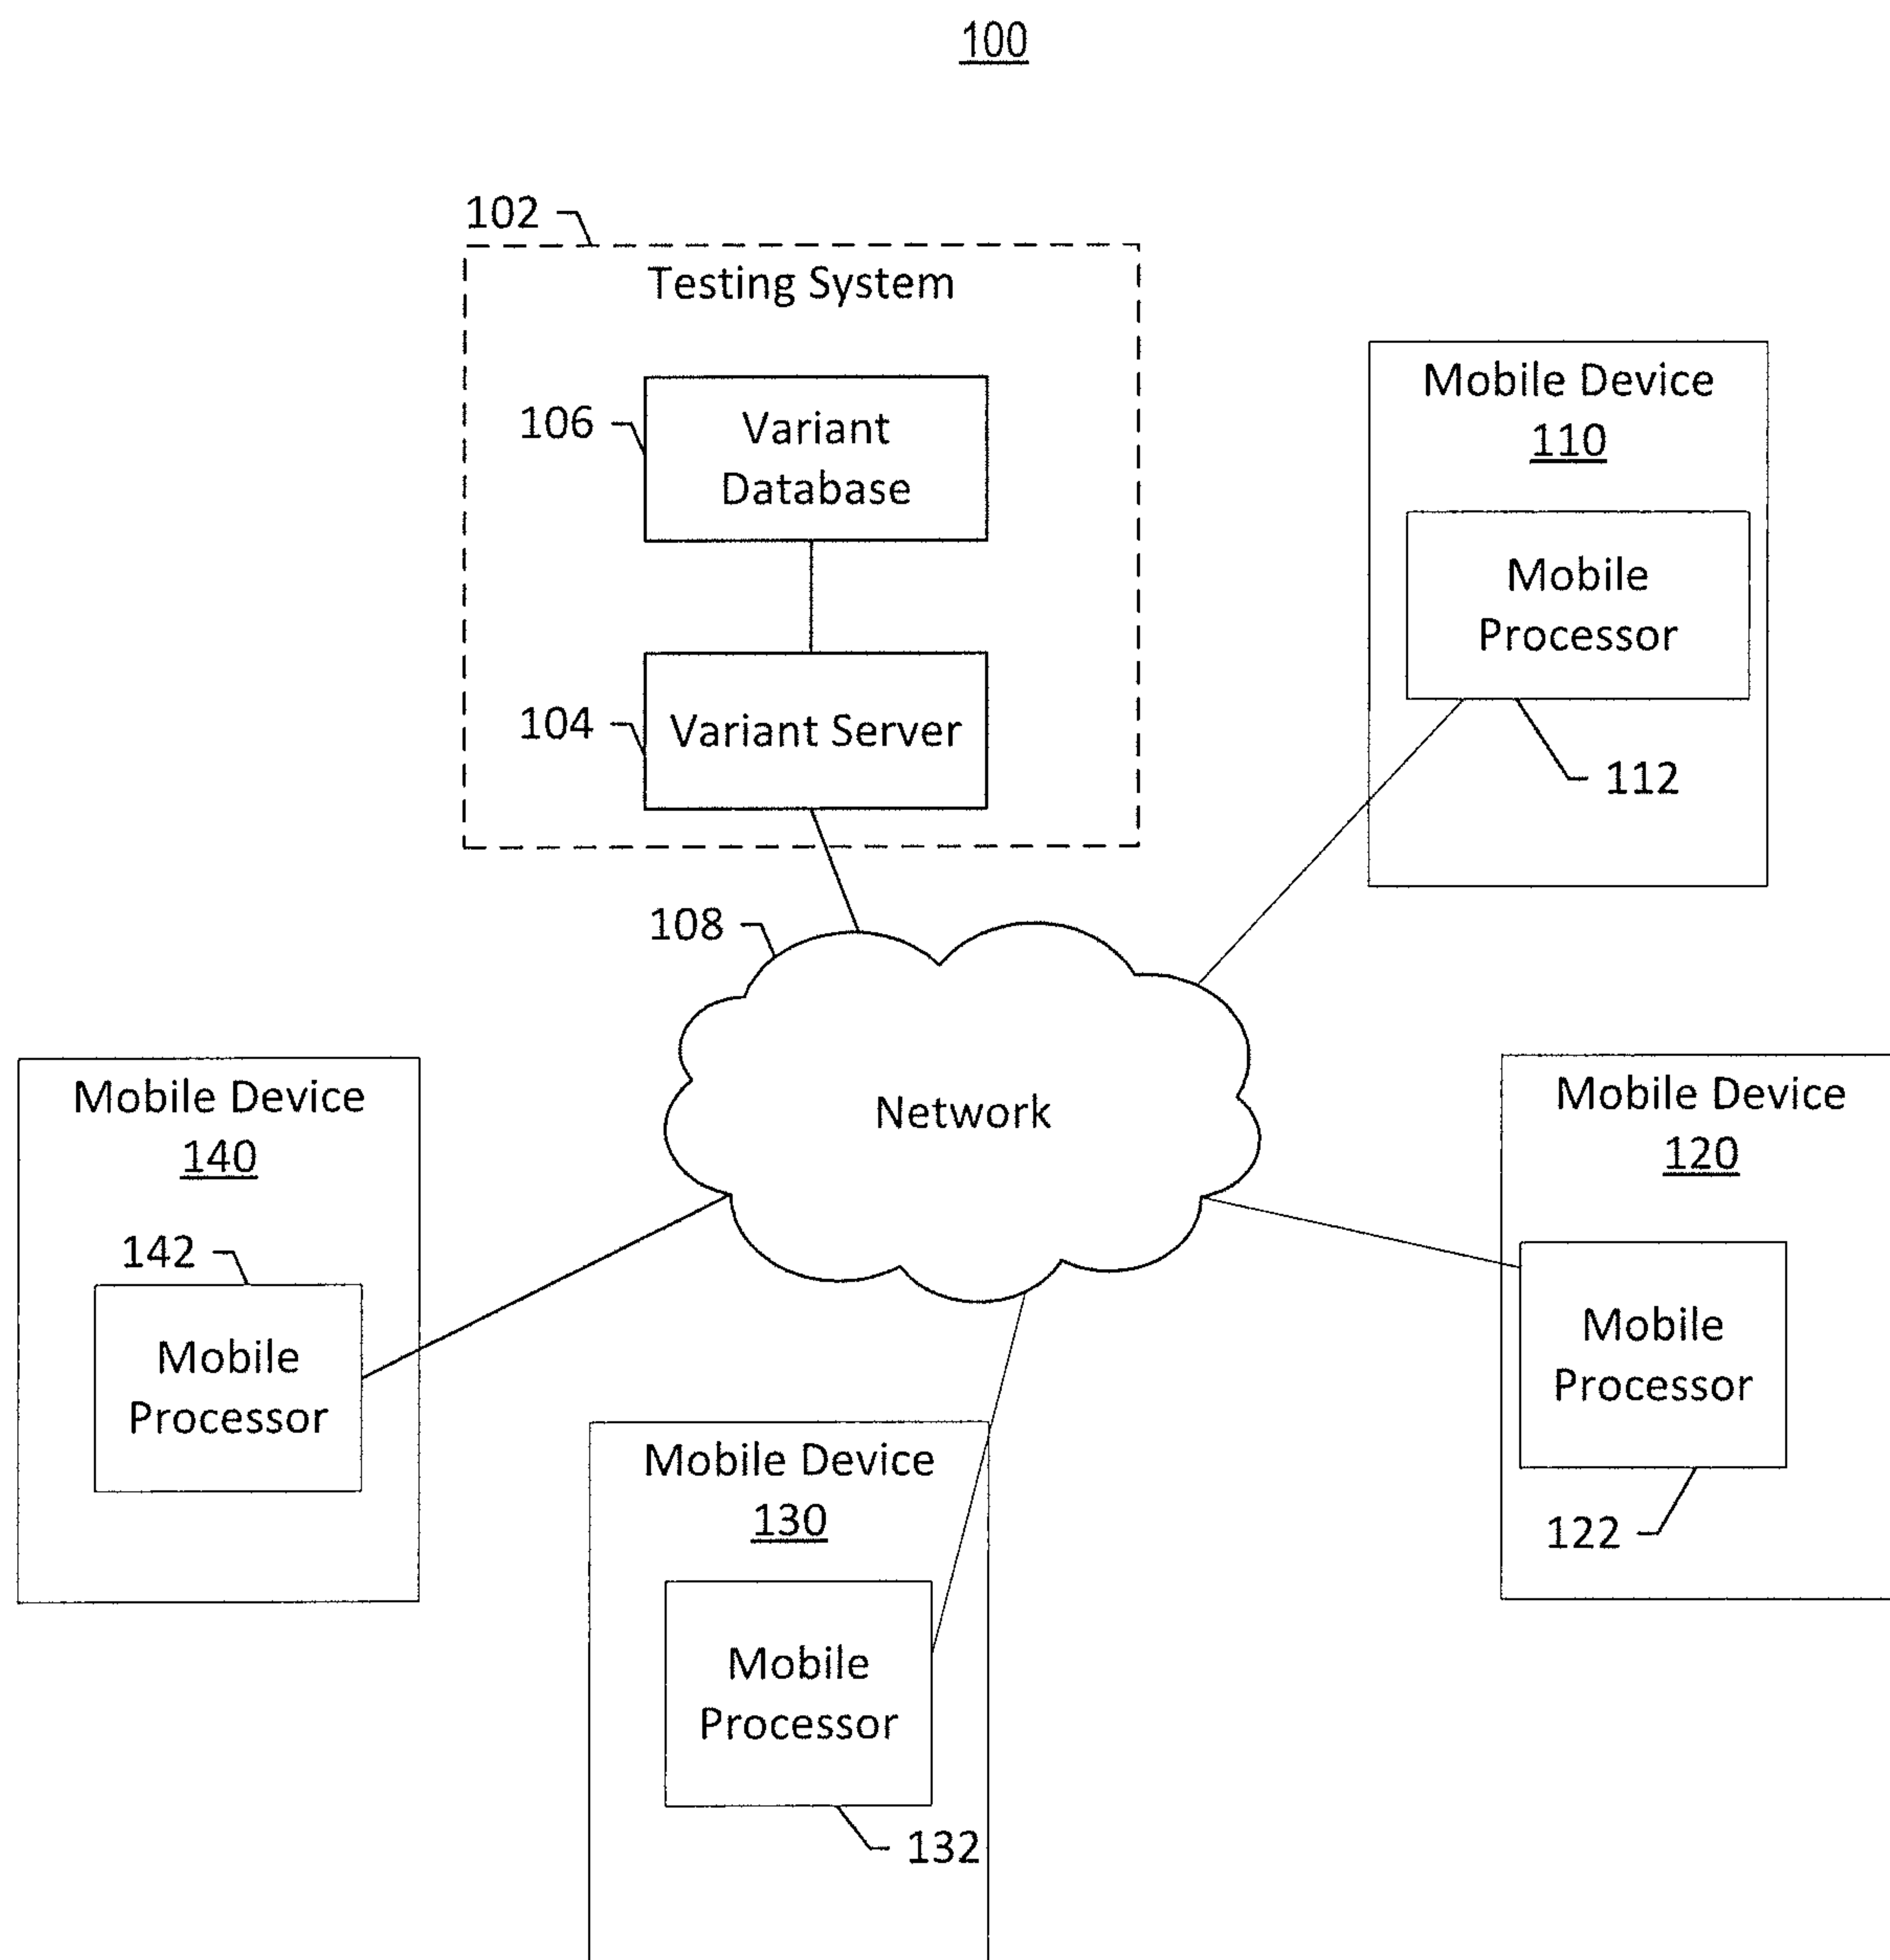 100
102
Testing System
106
Variant
Database
104
Variant Server
Mobile Device
110
Mobile
Processor
112
108
Network
Mobile Device
140
142
Mobile
Processor
Mobile Device
120
Mobile
Processor
122
Mobile Device
130
Mobile
Processor
132